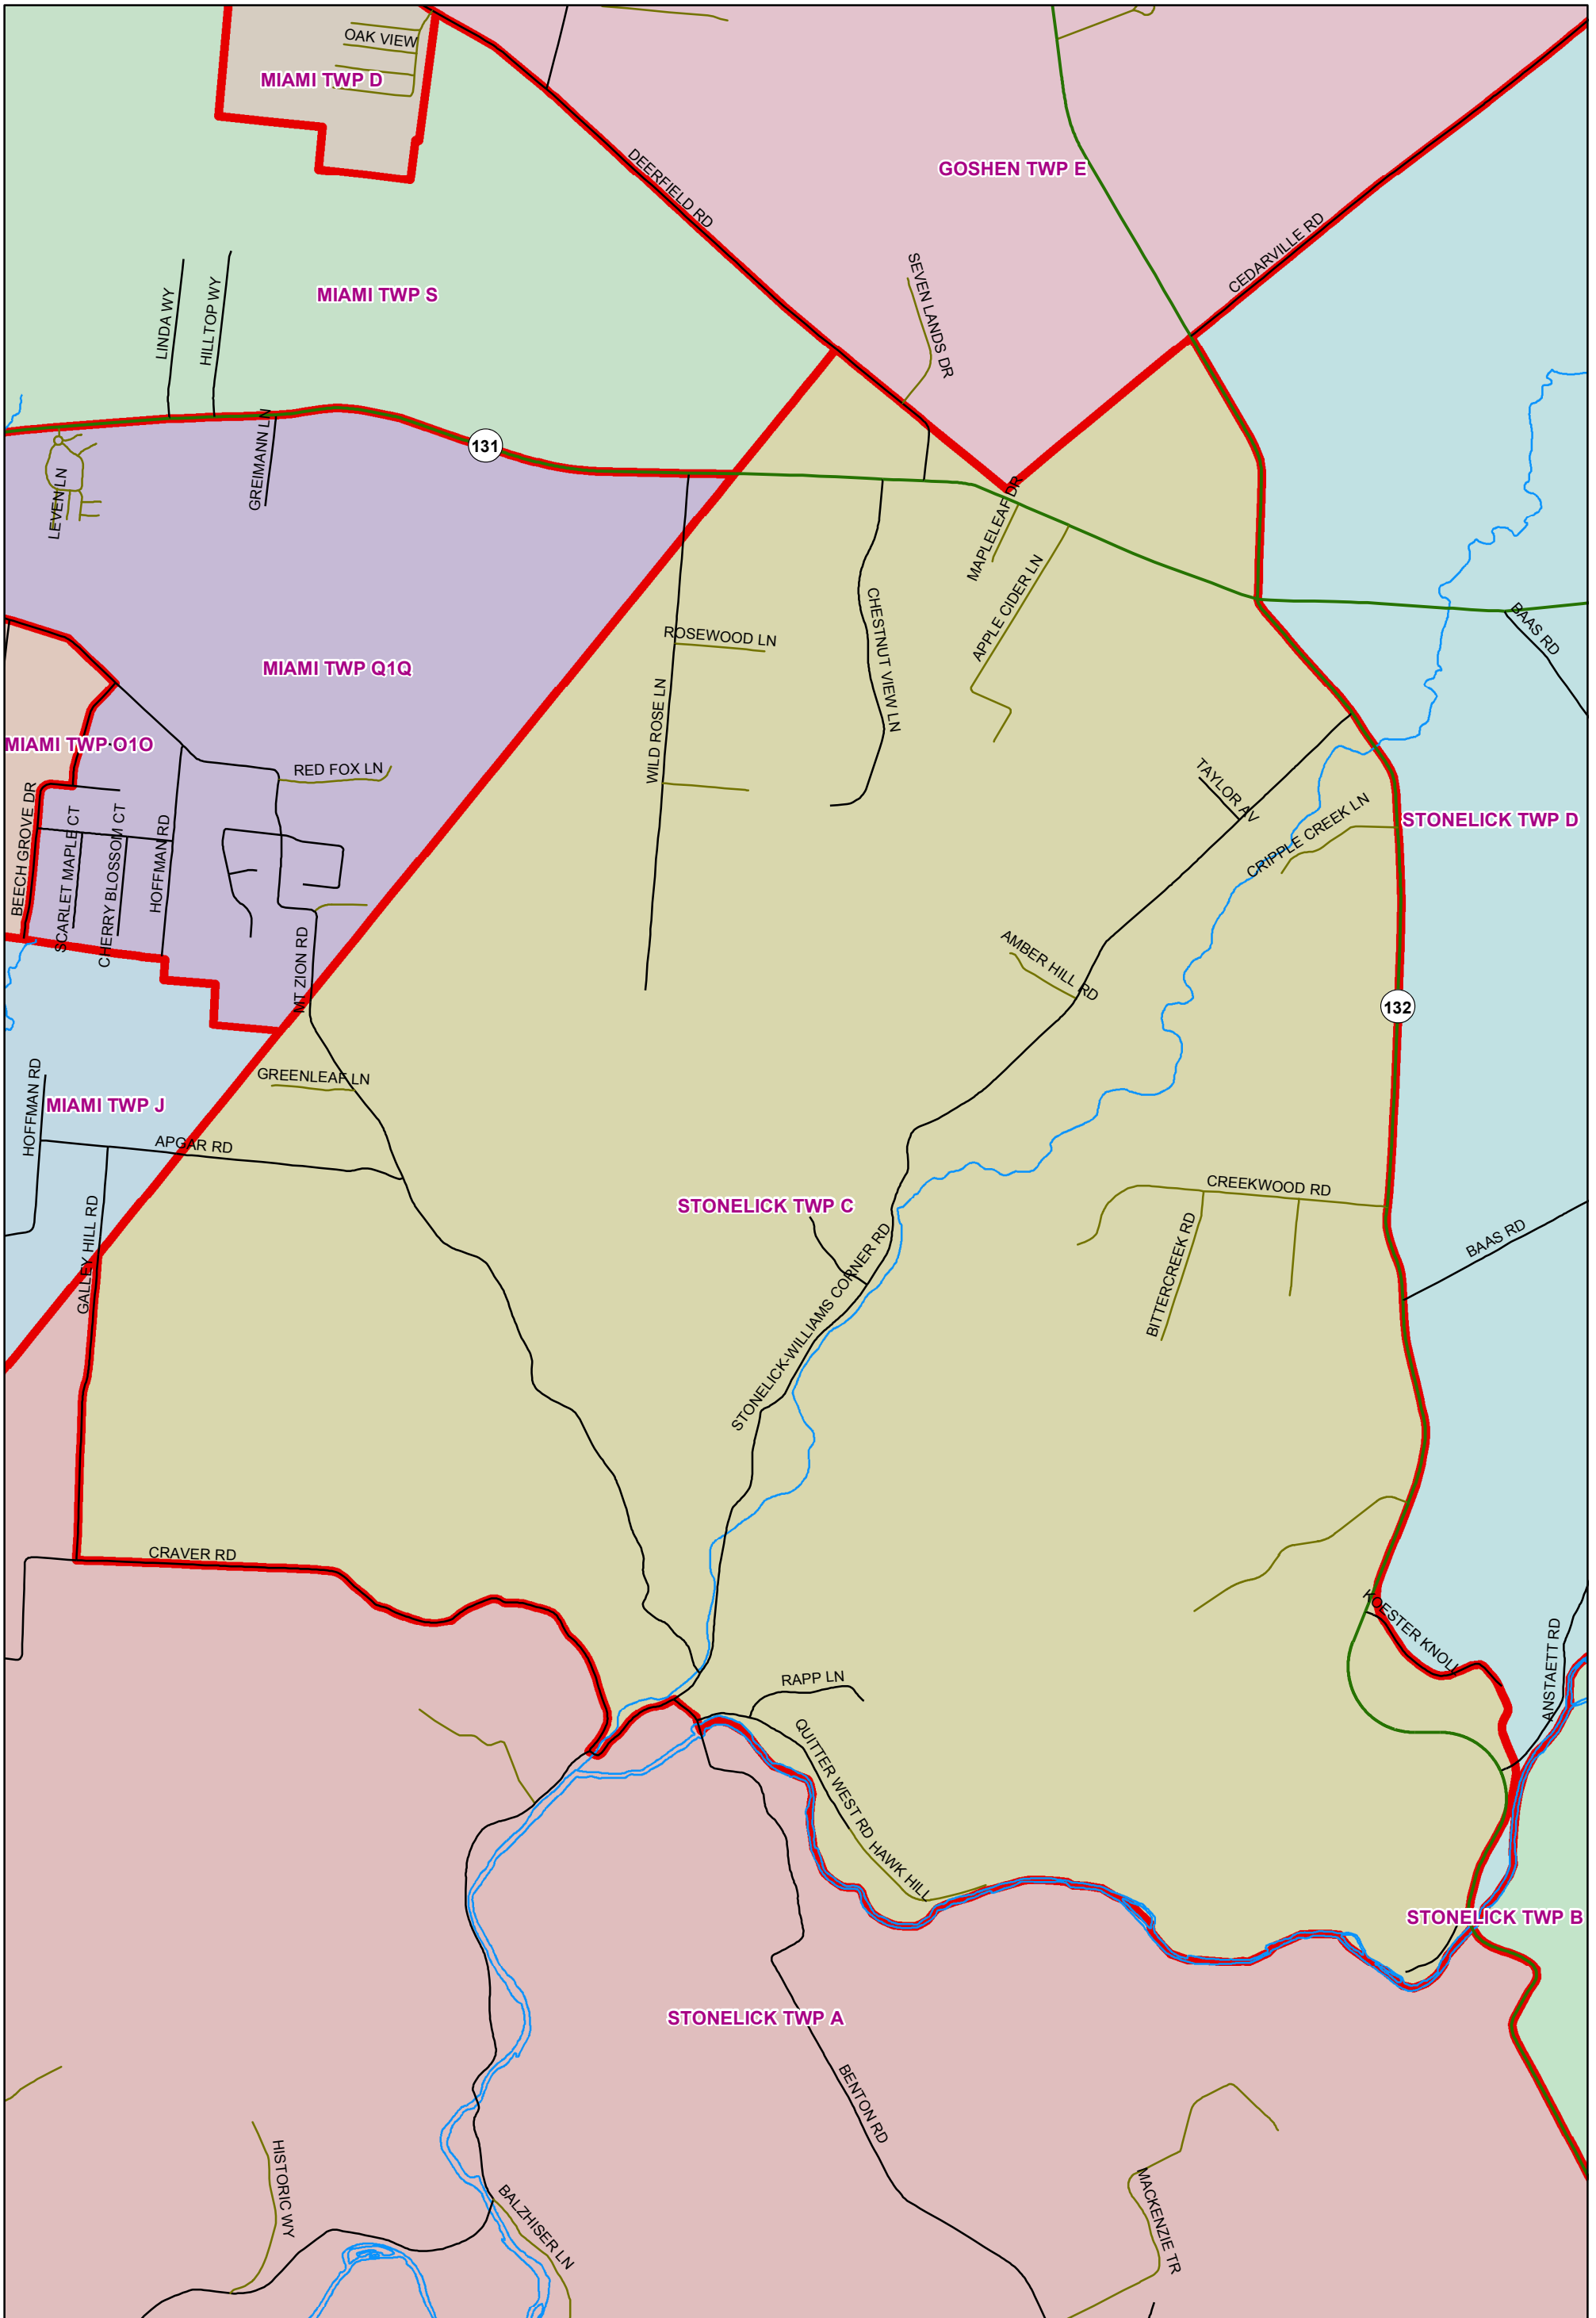 OAK VIEW
MIAMI TWP D
DEERFIELD RD
GOSHEN TWP E
CEDARVILLE RD
SEVEN LANDS DR
MIAMI TWP S
LINDA WY
HILLTOP WY
GREIMANN LN
131
LEVEN LN
MAPLELEAF DR
APPLE CIDER LN
CHESTNUT VIEW LN
ROSEWOOD LN
WILD ROSE LN
BAAS RD
MIAMI TWP Q1Q
MIAMI TWP O1O
RED FOX LN
BEECH GROVE DR
SCARLET MAPLE CT
CHERRY BLOSSOM CT
HOFFMAN RD
MT ZION RD
TAYLOR AV
CRIPPLE CREEK LN
STONELICK TWP D
AMBER HILL RD
132
HOFFMAN RD
MIAMI TWP J
GREENLEAF LN
APGAR RD
GALLEY HILL RD
STONELICK TWP C
CREEKWOOD RD
BITTERCREEK RD
BAAS RD
STONELICK-WILLIAMS CORNER RD
CRAVER RD
KOESTER KNOLL
ANSTAETT RD
RAPP LN
QUITTER WEST RD
HAWK HILL
STONELICK TWP B
STONELICK TWP A
BENTON RD
MACKENZIE TR
HISTORIC WY
BALZHISER LN